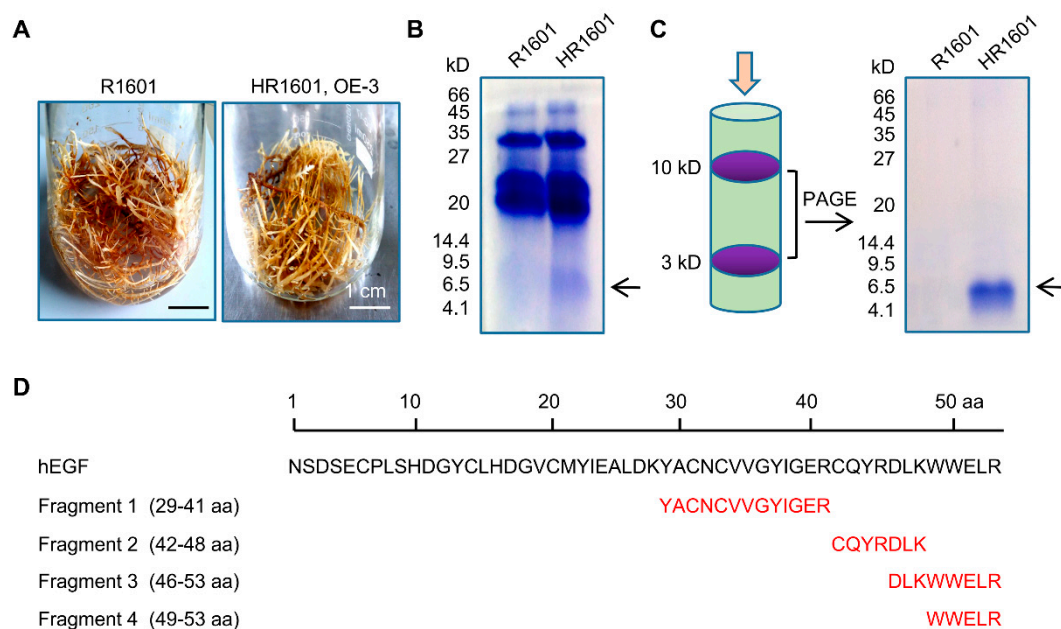 A
R1601
HR1601, OE-3
1 cm
B
R1601
HR1601
kD
66
45
35
27
20
14.4
9.5
6.5
4.1
C
10 kD
3 kD
PAGE
R1601
HR1601
kD
66
45
35
27
20
14.4
9.5
6.5
4.1
D
1 10 20 30 40 50 aa
hEGF NSDSECPLSHDGYCLHDGVCMYIEALDKYACNCVVGYIGERCQYRDLKWWELR
Fragment 1 (29-41 aa) YACNCVVGYIGER
Fragment 2 (42-48 aa) CQYRDLK
Fragment 3 (46-53 aa) DLKWWELR
Fragment 4 (49-53 aa) WWELR